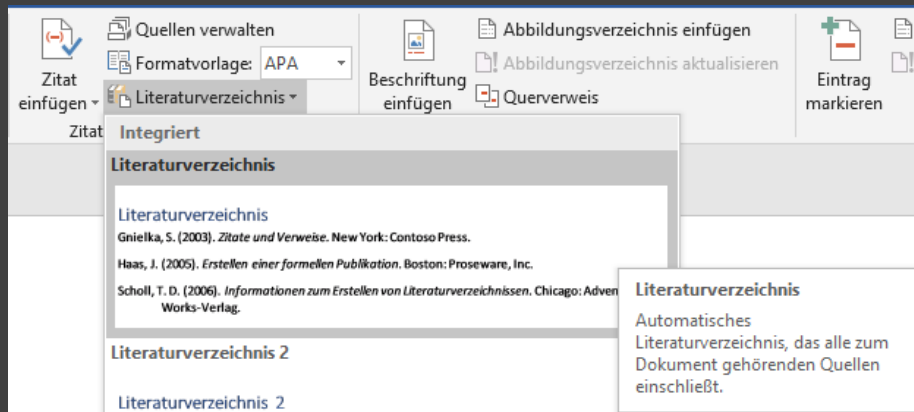 Zitat
einfügen
Quellen verwalten
Formatvorlage: APA
Literaturverzeichnis
Zitat
Beschriftung
einfügen
Abbildungsverzeichnis einfügen
Abbildungsverzeichnis aktualisieren
Querverweis
Eintrag
markieren
Integriert
Literaturverzeichnis
Literaturverzeichnis
Gnielka, S. (2003). Zitate und Verweise. New York: Contoso Press.
Haas, J. (2005). Erstellen einer formellen Publikation. Boston: Proseware, Inc.
Scholl, T. D. (2006). Informationen zum Erstellen von Literaturverzeichnissen. Chicago: Adven
Works-Verlag.
Literaturverzeichnis 2
Literaturverzeichnis 2
Literaturverzeichnis
Automatisches
Literaturverzeichnis, das alle zum
Dokument gehörenden Quellen
einschließt.